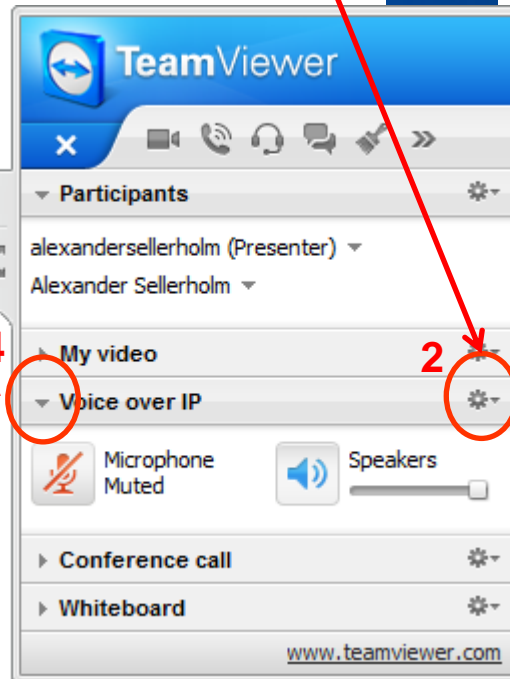 TeamViewer
Participants
alexandersellerholm (Presenter)
Alexander Sellerholm
4
My video
2
Voice over IP
Microphone
Muted
Speakers
Conference call
Whiteboard
www.teamviewer.com